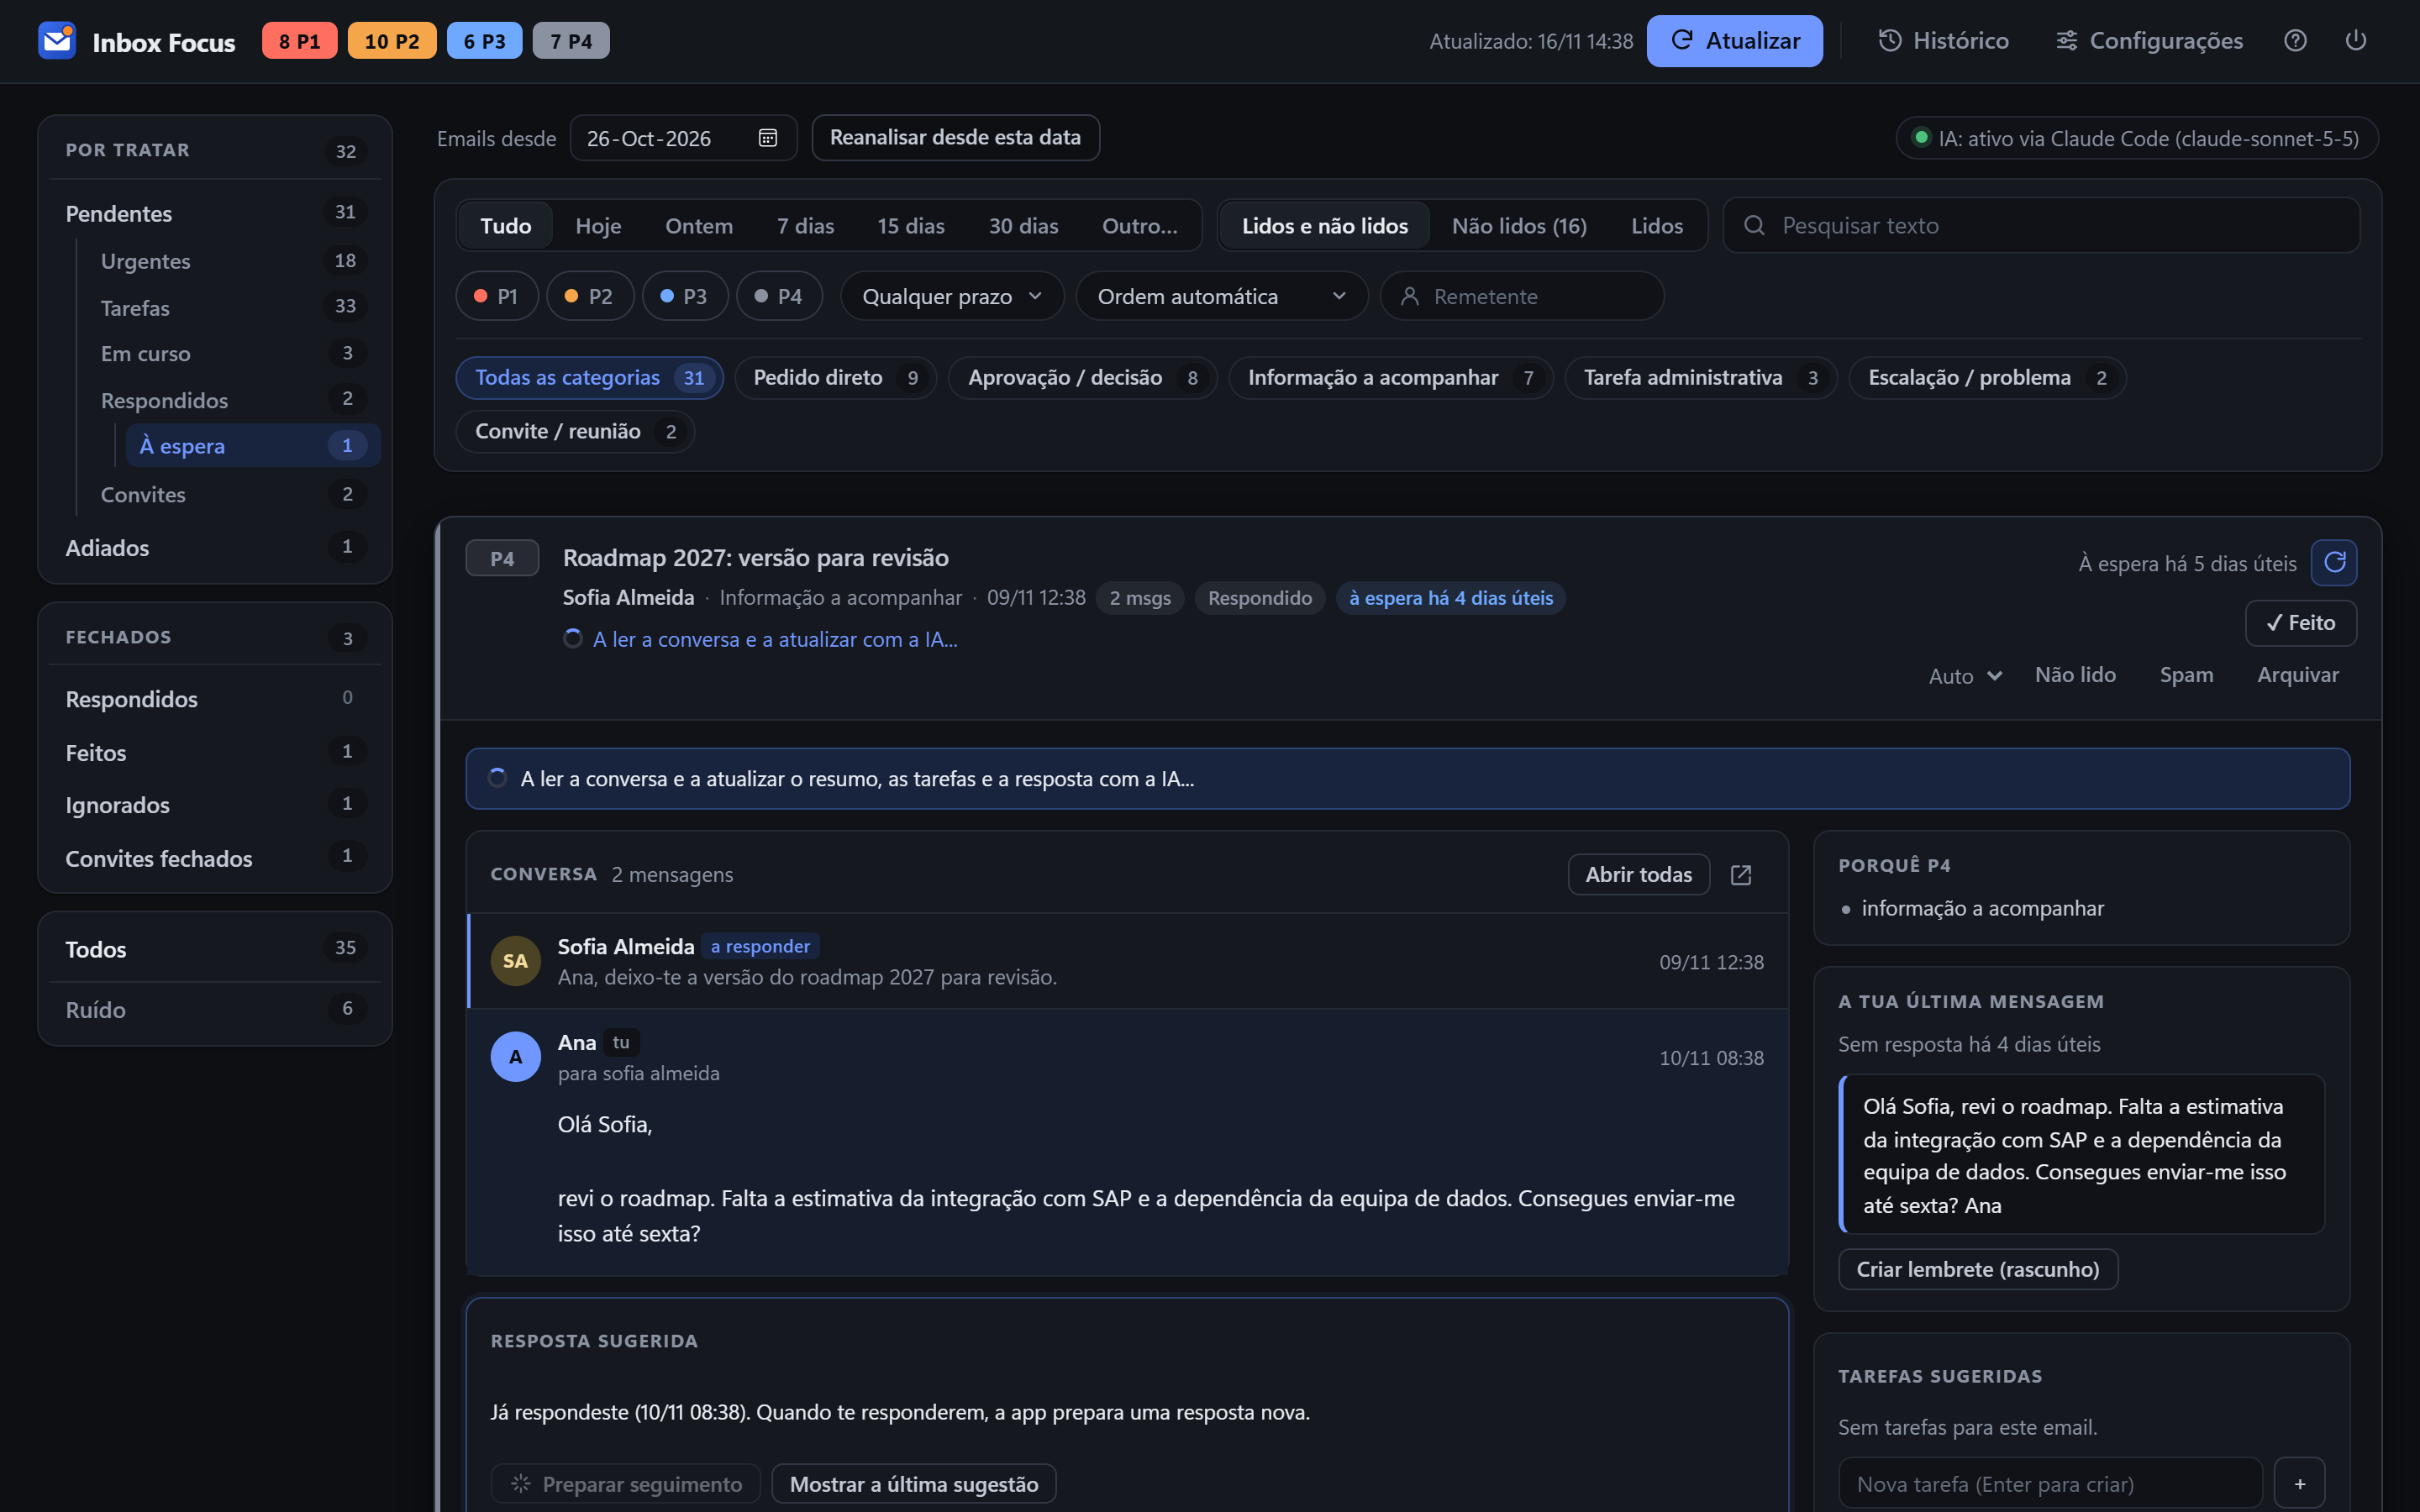 Inbox Focus
8 P1
10 P2
6 P3
7 P4
Atualizado: 16/11 14:38
Atualizar
Histórico
Configurações
POR TRATAR 32
Pendentes 31
Urgentes 18
Tarefas 33
Em curso 3
Respondidos 2
À espera 1
Convites 2
Adiados 1
FECHADOS 3
Respondidos 0
Feitos 1
Ignorados 1
Convites fechados 1
Todos 35
Ruído 6
Emails desde 26-Oct-2026 Reanalisar desde esta data
IA: ativo via Claude Code (claude-sonnet-5-5)
Tudo Hoje Ontem 7 dias 15 dias 30 dias Outro...
Lidos e não lidos Não lidos (16) Lidos
Pesquisar texto
P1 P2 P3 P4 Qualquer prazo Ordem automática Remetente
Todas as categorias 31 Pedido direto 9 Aprovação / decisão 8 Informação a acompanhar 7 Tarefa administrativa 3 Escalação / problema 2
Convite / reunião 2
P4 Roadmap 2027: versão para revisão
Sofia Almeida · Informação a acompanhar · 09/11 12:38 2 msgs Respondido à espera há 4 dias úteis
A ler a conversa e a atualizar com a IA...
À espera há 5 dias úteis
✓ Feito
Auto Não lido Spam Arquivar
A ler a conversa e a atualizar o resumo, as tarefas e a resposta com a IA...
CONVERSA 2 mensagens Abrir todas
SA Sofia Almeida a responder
Ana, deixo-te a versão do roadmap 2027 para revisão.
09/11 12:38
A Ana tu
para sofia almeida
10/11 08:38
Olá Sofia,
revi o roadmap. Falta a estimativa da integração com SAP e a dependência da equipa de dados. Consegues enviar-me
isso até sexta?
RESPOSTA SUGERIDA
Já respondeste (10/11 08:38). Quando te responderem, a app prepara uma resposta nova.
Preparar seguimento Mostrar a última sugestão
PORQUÊ P4
informação a acompanhar
A TUA ÚLTIMA MENSAGEM
Sem resposta há 4 dias úteis
Olá Sofia, revi o roadmap. Falta a estimativa
da integração com SAP e a dependência da
equipa de dados. Consegues enviar-me isso
até sexta? Ana
Criar lembrete (rascunho)
TAREFAS SUGERIDAS
Sem tarefas para este email.
Nova tarefa (Enter para criar) +